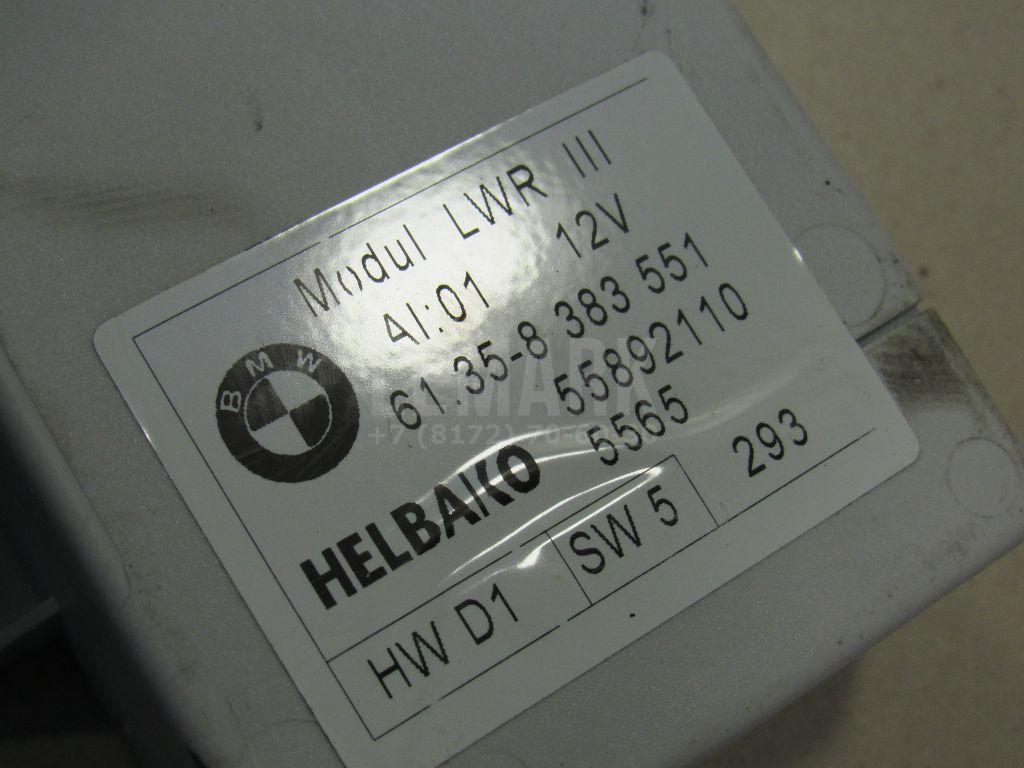 Modul LWR III
AI:01 12V
61.35-8 383 551
55892110
5565
BMW
HELBAKO
293
HW D1
SW 5